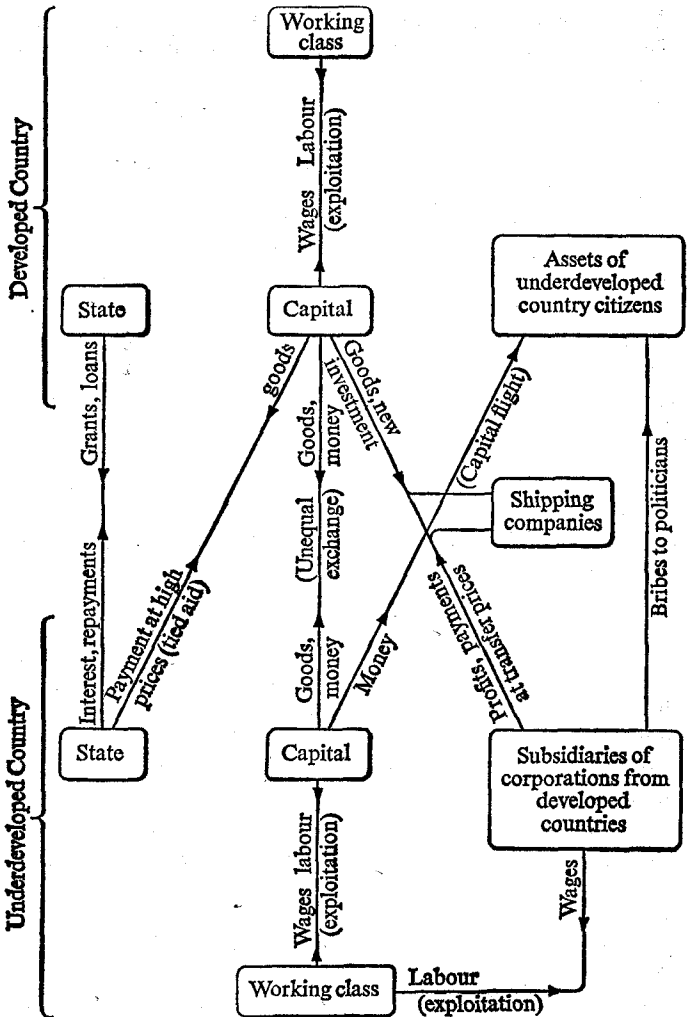 Developed Country
Working
class
Wages Labour
(exploitation)
State
Capital
Assets of
underdeveloped
country citizens
Grants, loans
goods
Goods,
money
Goods, new
investment
(Capital flight)
Shipping
companies
Bribes to politicians
(Unequal
exchange)
Underdeveloped Country
Interest, repayments
Payment at high
prices (tied aid)
Goods,
money
Money
Profits, payments
at transfer prices
State
Capital
Subsidiaries of
corporations from
developed
countries
Wages labour
(exploitation)
Wages
Working class
Labour
(exploitation)